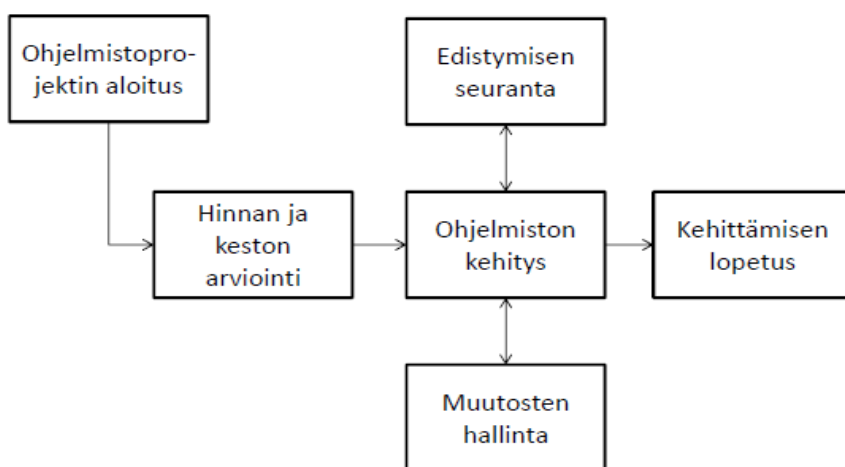 Ohjelmistopro-
jektin aloitus
Edistymisen
seuranta
Hinnan ja
keston
arviointi
Ohjelmiston
kehitys
Kehittämisen
lopetus
Muutosten
hallinta